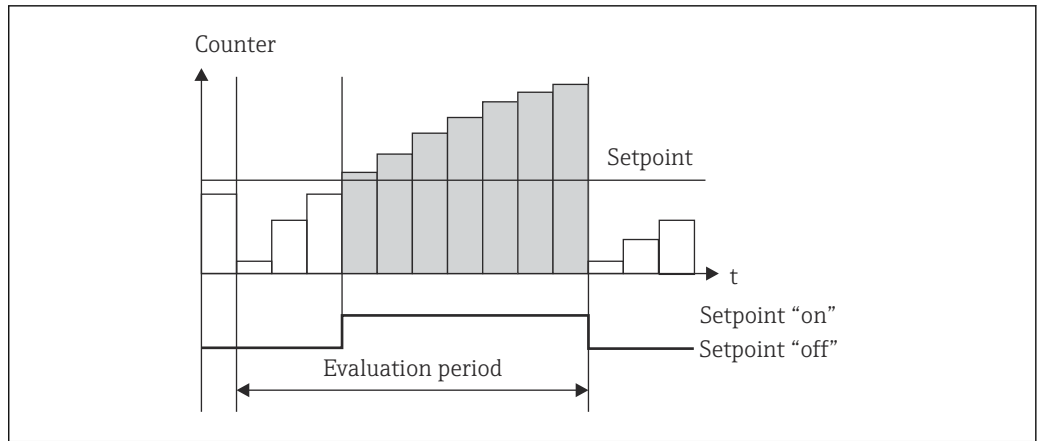 Counter
Setpoint
t
Setpoint “on”
Setpoint “off”
Evaluation period